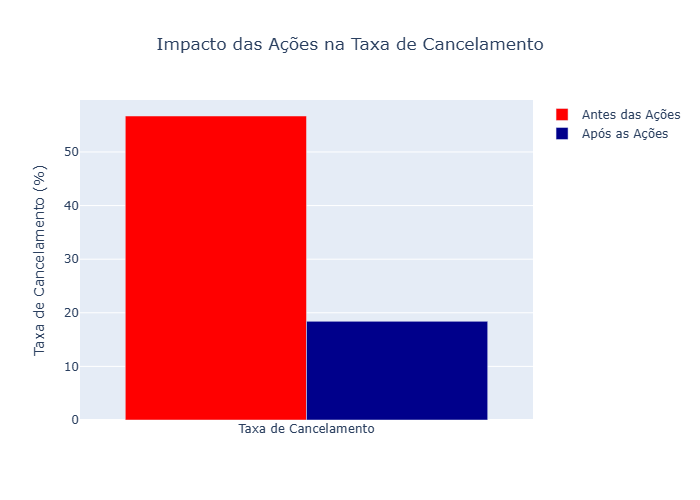 Impacto das Ações na Taxa de Cancelamento
Antes das Ações
Após as Ações
Taxa de Cancelamento (%)
50
40
30
20
10
0
Taxa de Cancelamento